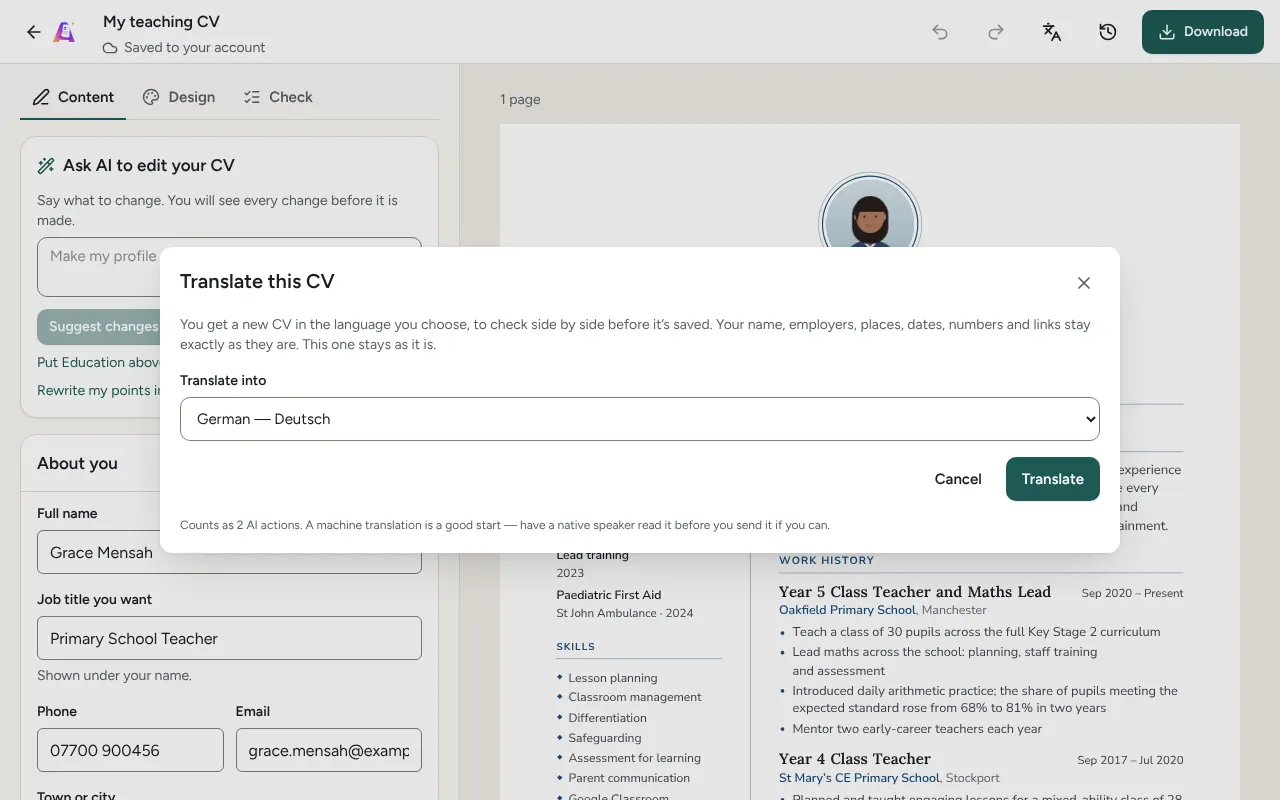 My teaching CV
Saved to your account
Download
Content
Design
Check
1 page
Ask AI to edit your CV
Say what to change. You will see every change before it is
made.
Make my profile
Suggest changes
Put Education above
Rewrite my points in
Translate this CV
You get a new CV in the language you choose, to check side by side before it’s saved. Your name, employers, places, dates, numbers and links stay
exactly as they are. This one stays as it is.
Translate into
German — Deutsch
Cancel
Translate
Counts as 2 AI actions. A machine translation is a good start — have a native speaker read it before you send it if you can.
About you
Full name
Grace Mensah
Job title you want
Primary School Teacher
Shown under your name.
Phone
Email
07700 900456
grace.mensah@examp
Town or city
experience
every
and
Lead training
2023
Paediatric First Aid
St John Ambulance · 2024
SKILLS
Lesson planning
Classroom management
Differentiation
Safeguarding
Assessment for learning
Parent communication
Google Classroom
WORK HISTORY
Year 5 Class Teacher and Maths Lead
Sep 2020 – Present
Oakfield Primary School, Manchester
• Teach a class of 30 pupils across the full Key Stage 2 curriculum
• Lead maths across the school: planning, staff training
and assessment
• Introduced daily arithmetic practice; the share of pupils meeting the
expected standard rose from 68% to 81% in two years
• Mentor two early-career teachers each year
Year 4 Class Teacher
Sep 2017 – Jul 2020
St Mary’s CE Primary School, Stockport
• Planned and taught engaging lessons for a mixed-ability class of 28